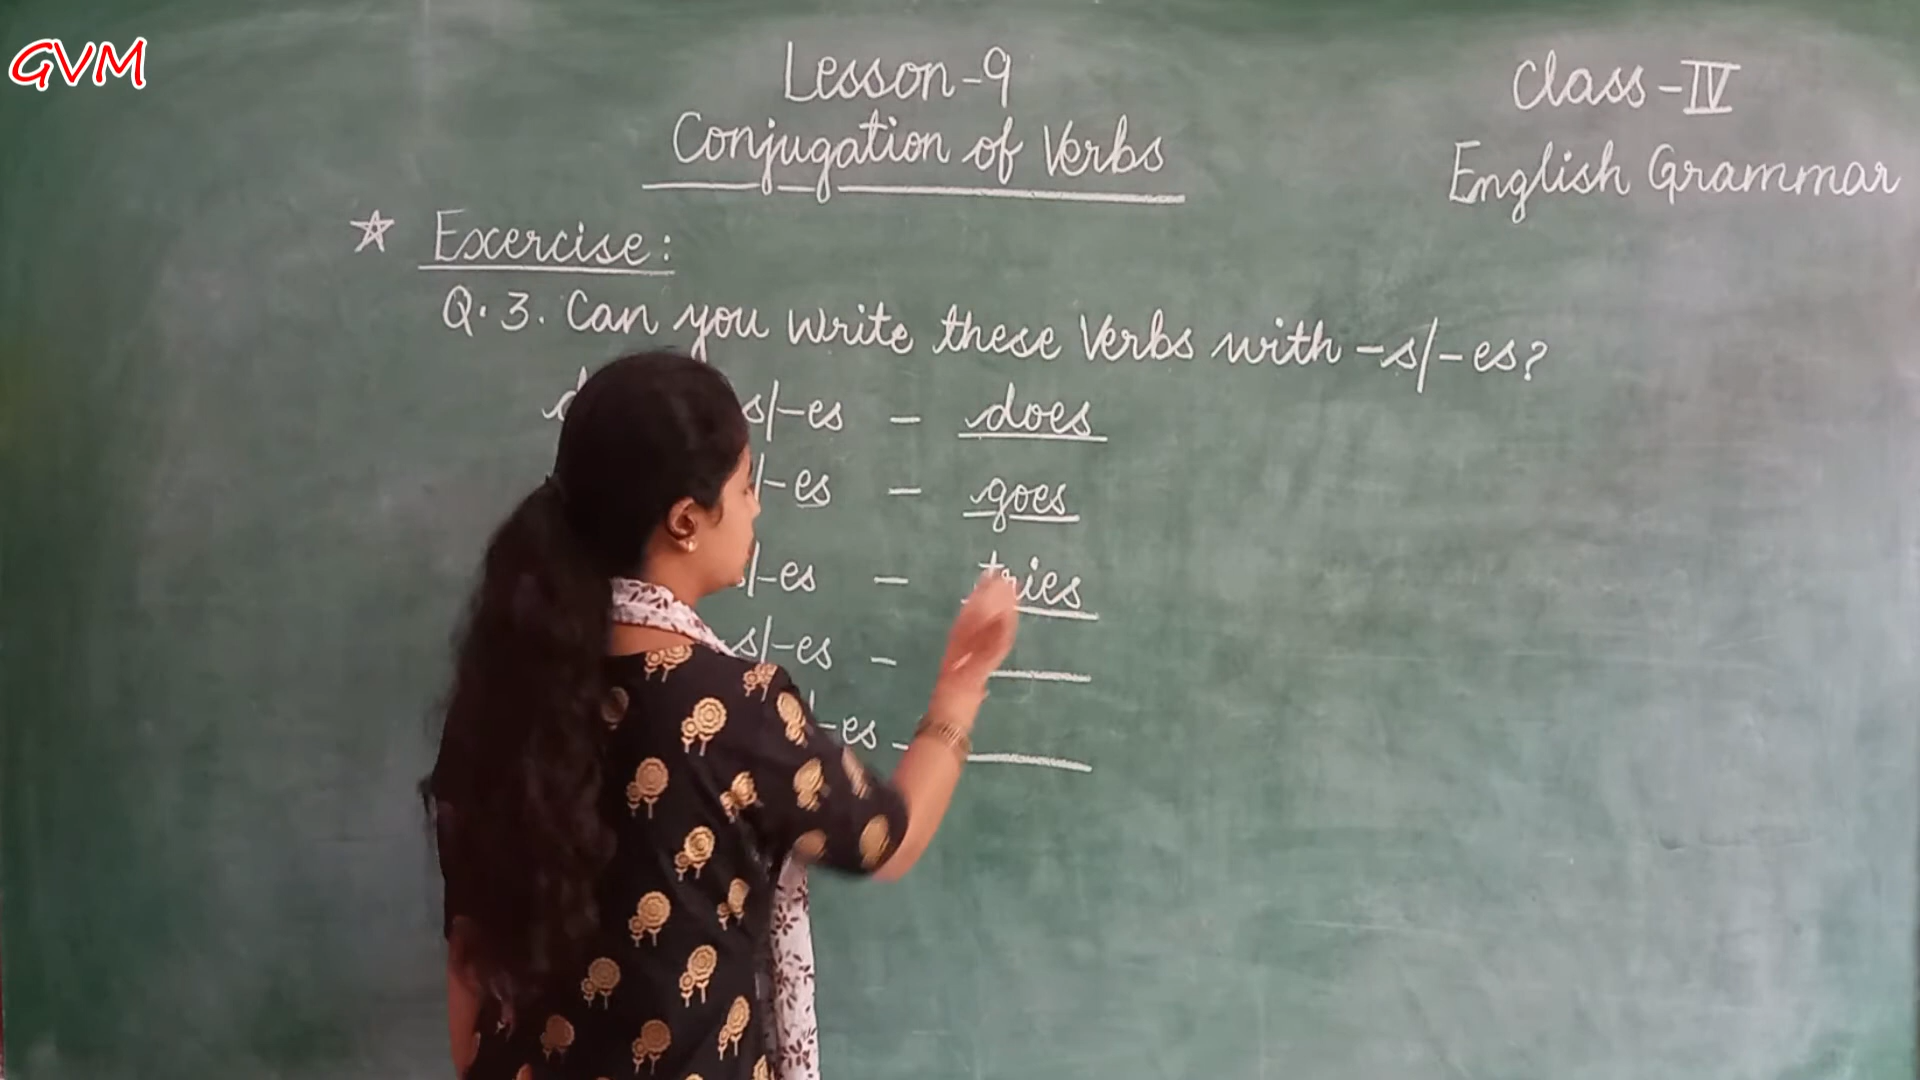 GVM
Lesson-9
Conjugation of Verbs
Class-IV
English Grammar
Exercise:
Q.3. Can you write these Verbs with -s/-es?
s/-es - does
/-es - goes
s/-es - tries
s/-es -
-es -